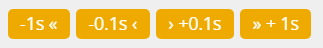 -1s « -0.1s ‹ › +0.1s » + 1s